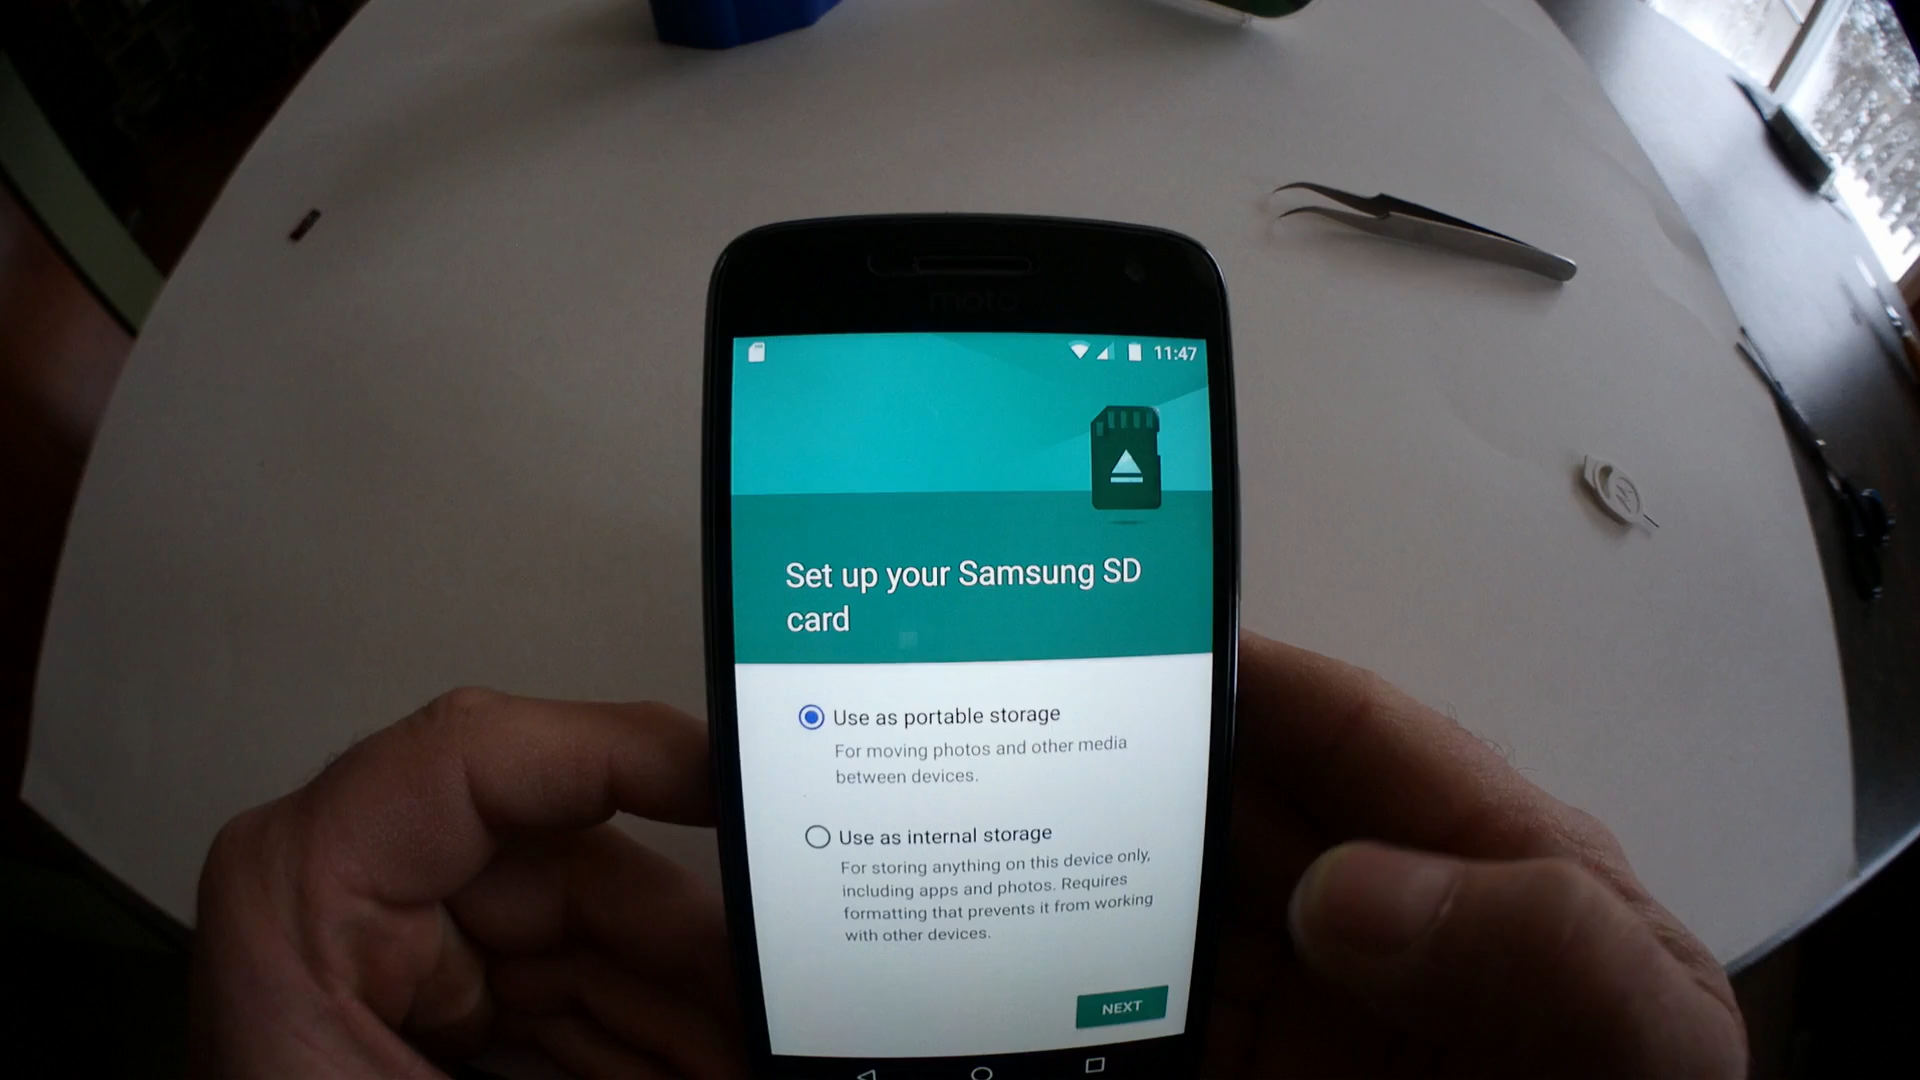 moto
11:47
Set up your Samsung SD
card
Use as portable storage
For moving photos and other media
between devices.
Use as internal storage
For storing anything on this device only,
including apps and photos. Requires
formatting that prevents it from working
with other devices.
NEXT